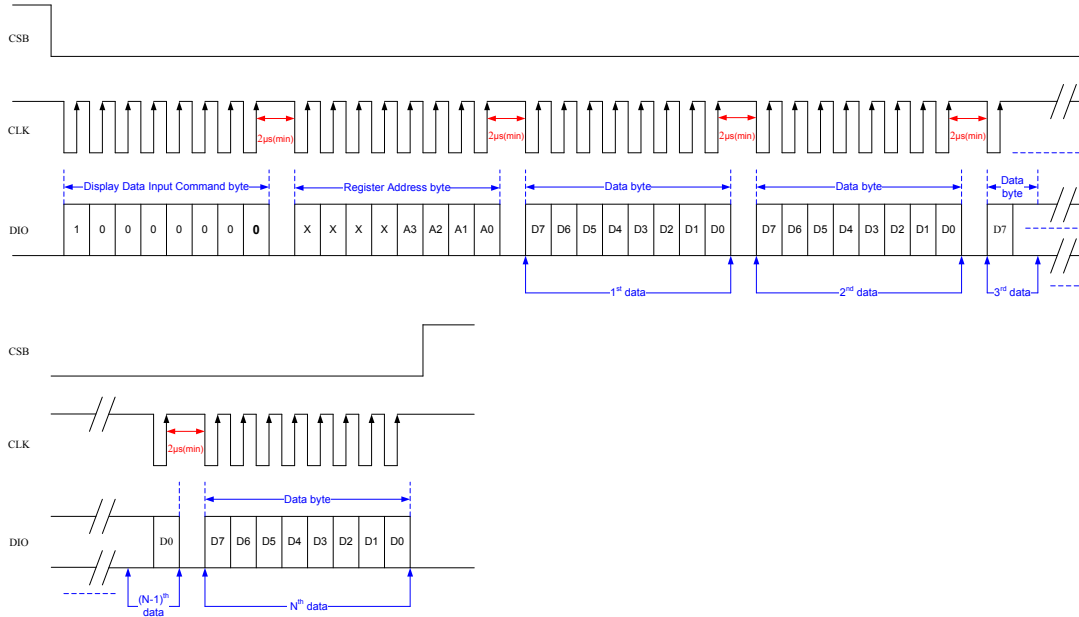 CSB
CLK
2μs(min) 2μs(min) 2μs(min) 2μs(min)
Display Data Input Command byte Register Address byte Data byte Data byte Data byte
DIO 1 0 0 0 0 0 0 0 X X X X A3 A2 A1 A0 D7 D6 D5 D4 D3 D2 D1 D0 D7 D6 D5 D4 D3 D2 D1 D0 D7
1st data 2nd data 3rd data
CSB
CLK
2μs(min)
Data byte
DIO D0 D7 D6 D5 D4 D3 D2 D1 D0
(N-1)th data Nth data